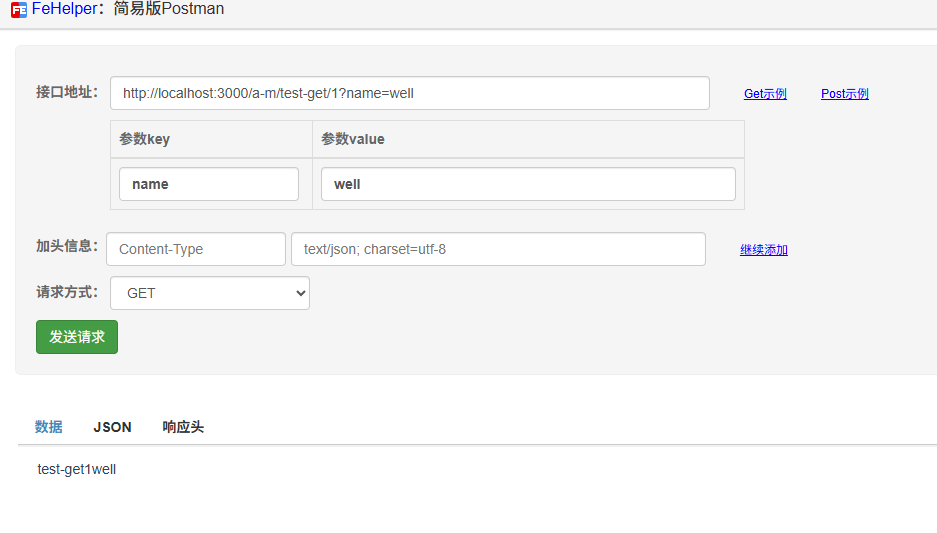 FeHelper：简易版Postman
接口地址： http://localhost:3000/a-m/test-get/1?name=well Get示例 Post示例
参数key 参数value
name well
加头信息： Content-Type text/json; charset=utf-8 继续添加
请求方式： GET
发送请求
数据 JSON 响应头
test-get1well